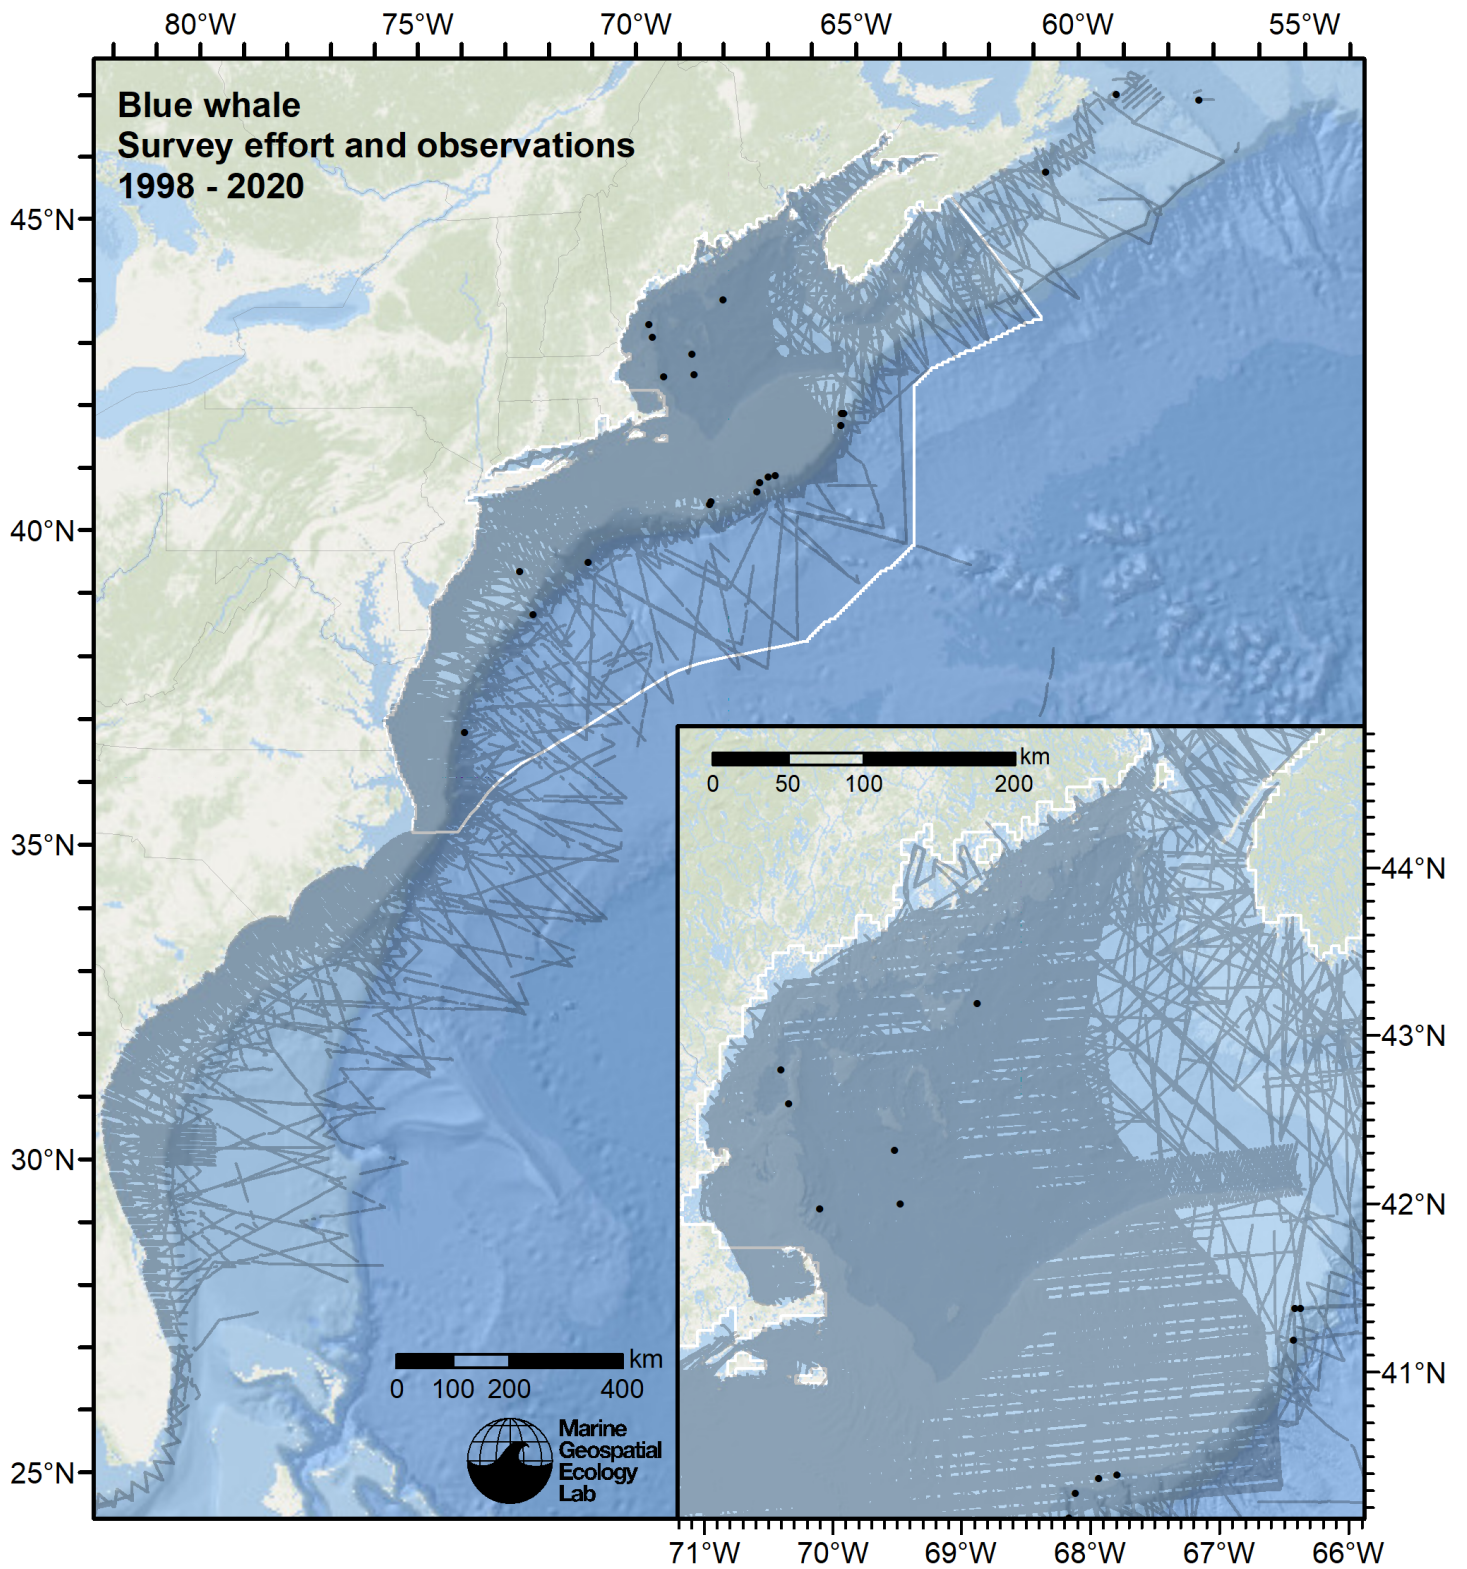 80°W 75°W 70°W 65°W 60°W 55°W
Blue whale
Survey effort and observations
1998 - 2020
45°N
40°N
35°N
30°N
25°N
km
0 50 100 200
44°N
43°N
42°N
41°N
km
0 100 200 400
Marine
Geospatial
Ecology
Lab
71°W 70°W 69°W 68°W 67°W 66°W